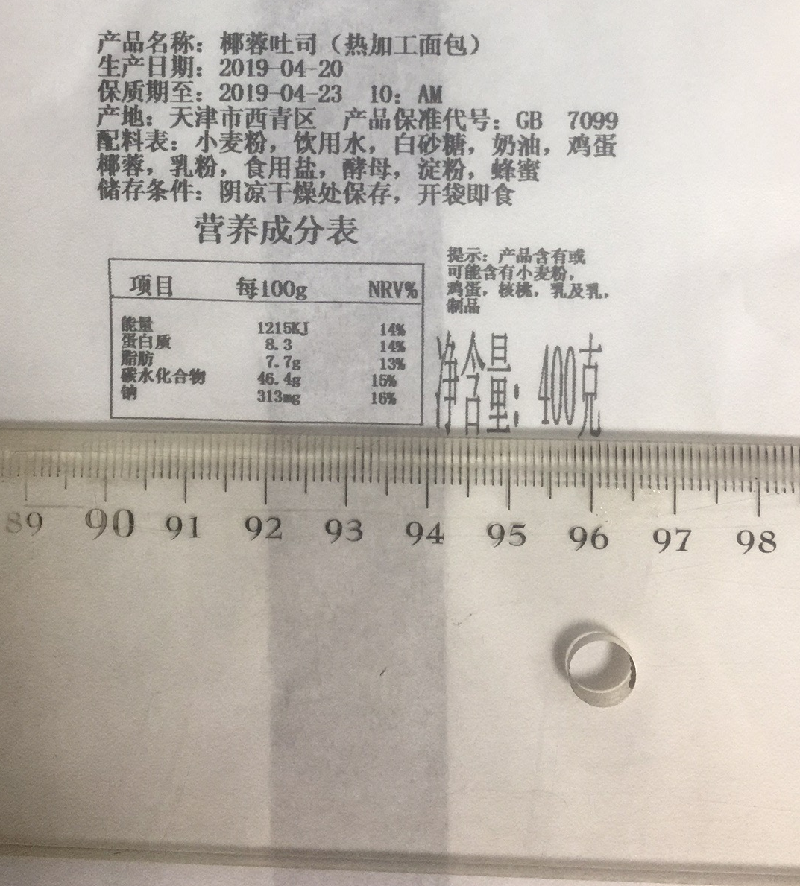 产品名称：椰蓉吐司（热加工面包）
生产日期：2019-04-20
保质期至：2019-04-23 10：AM
产地：天津市西青区 产品保准代号：GB 7099
配料表：小麦粉，饮用水，白砂糖，奶油，鸡蛋
椰蓉，乳粉，食用盐，酵母，淀粉，蜂蜜
储存条件：阴凉干燥处保存，开袋即食
营养成分表
项目 每100g NRV%
能量 1215KJ 14%
蛋白质 8.3 14%
脂肪 7.7g 13%
碳水化合物 46.4g 15%
钠 313mg 16%
提示：产品含有或
可能含有小麦粉，
鸡蛋，核桃，乳及乳，
制品
净含量：400克
89 90 91 92 93 94 95 96 97 98